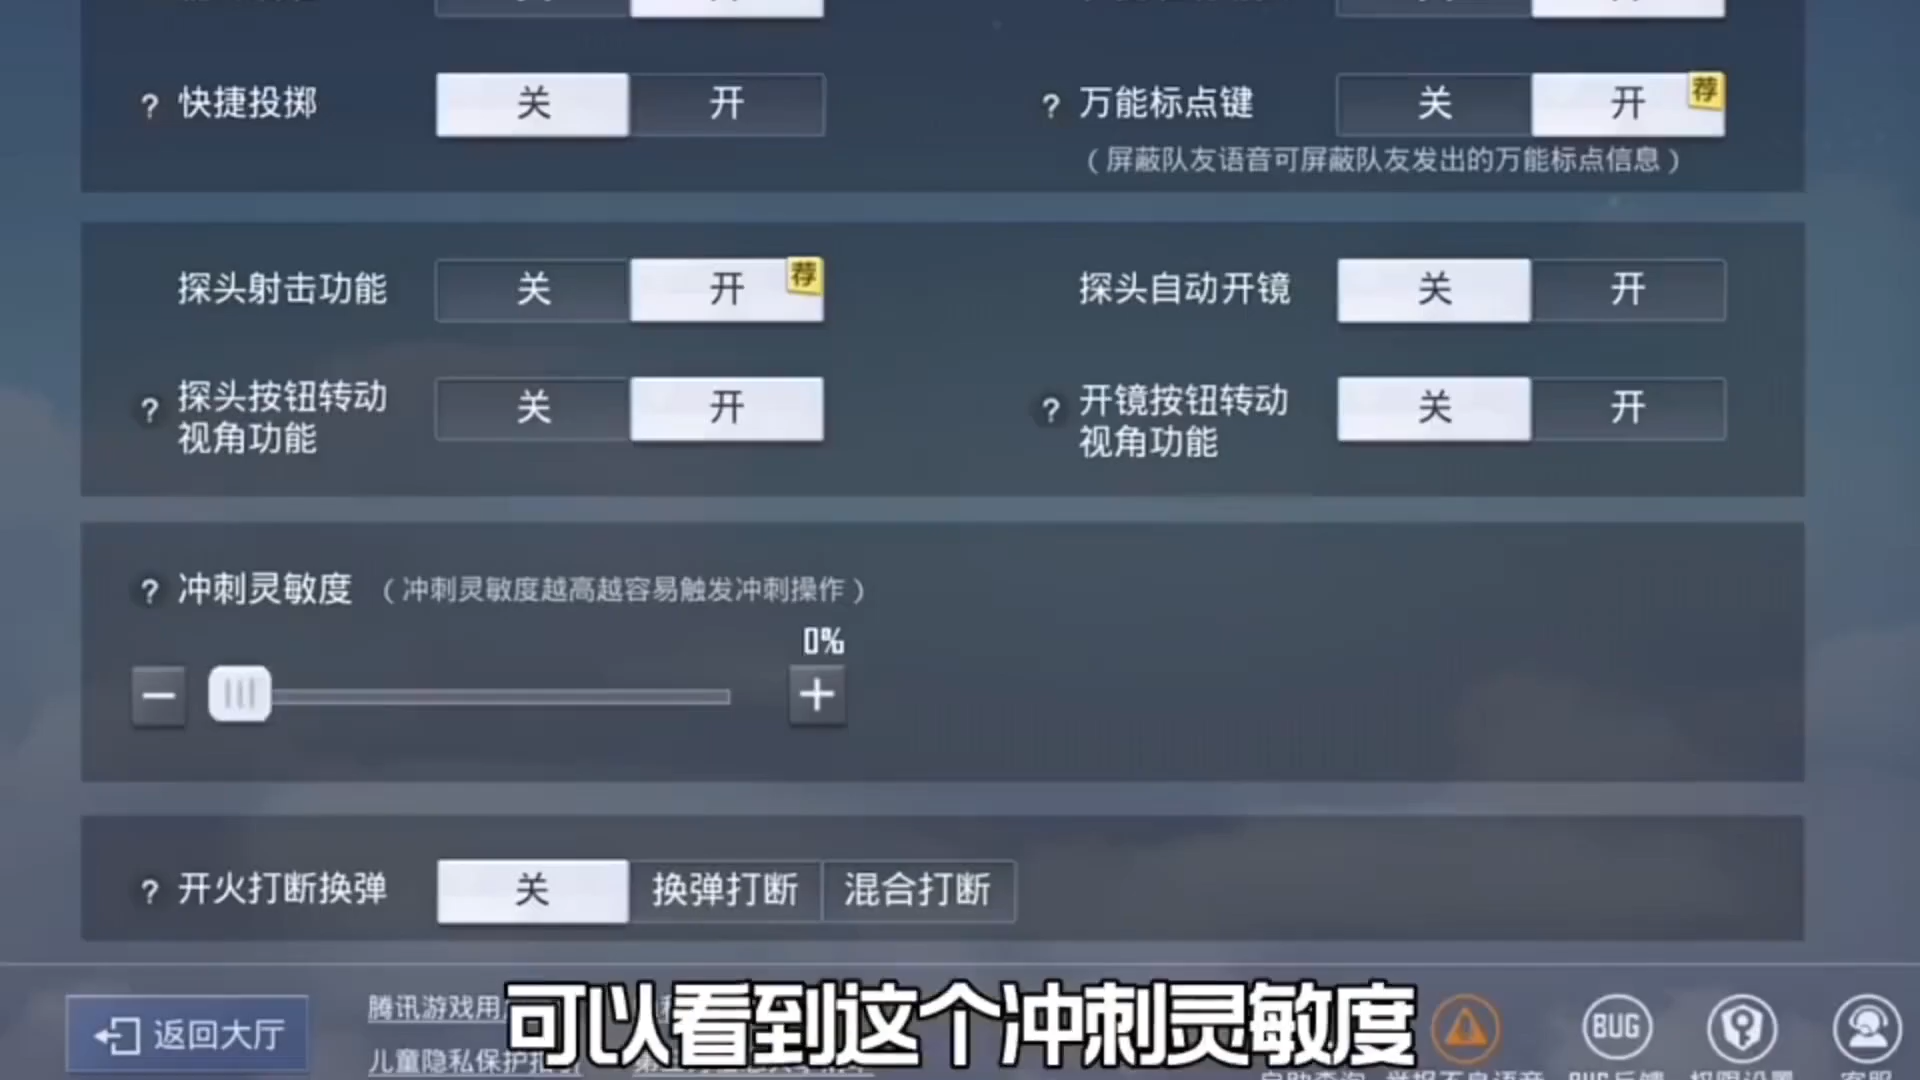 ? 快捷投掷 关 开
? 万能标点键 关 开 荐
（屏蔽队友语音可屏蔽队友发出的万能标点信息）
探头射击功能 关 开 荐
探头自动开镜 关 开
? 探头按钮转动
视角功能 关 开
? 开镜按钮转动
视角功能 关 开
? 冲刺灵敏度 （冲刺灵敏度越高越容易触发冲刺操作）
0%
? 开火打断换弹 关 换弹打断 混合打断
返回大厅
腾讯游戏用
儿童隐私保护指
可以看到这个冲刺灵敏度
BUG